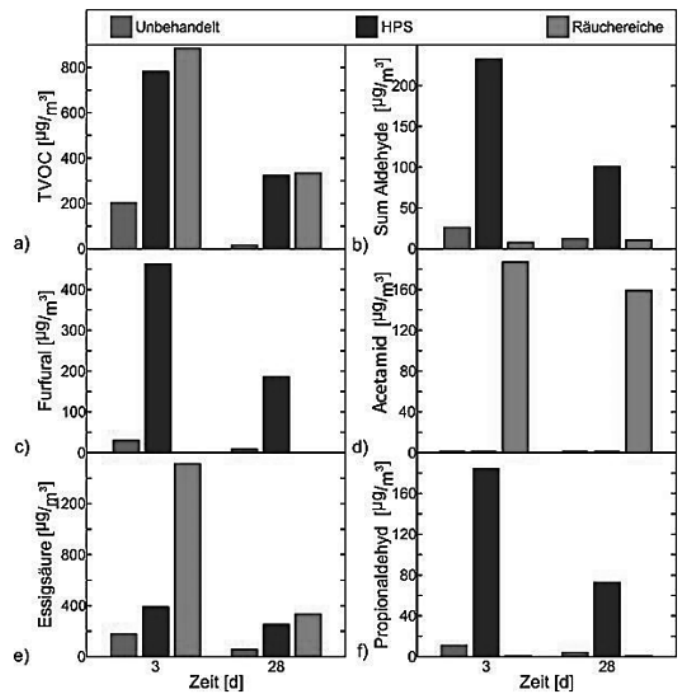 Unbehandelt HPS Räuchereiche
TVOC [µg/m³]
800
600
400
200
0
a)
Sum Aldehyde [µg/m³]
200
150
100
50
0
b)
Furfural [µg/m³]
400
300
200
100
0
c)
Acetamid [µg/m³]
160
120
80
40
0
d)
Essigsäure [µg/m³]
1200
800
400
0
e)
3 28
Zeit [d]
Propionaldehyd [µg/m³]
160
120
80
40
0
f)
3 28
Zeit [d]